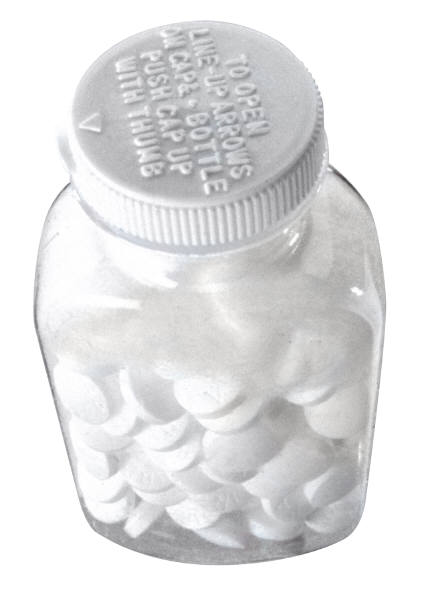 TO OPEN
LINE-UP ARROWS
ON CAP & BOTTLE
PUSH CAP UP
WITH THUMB